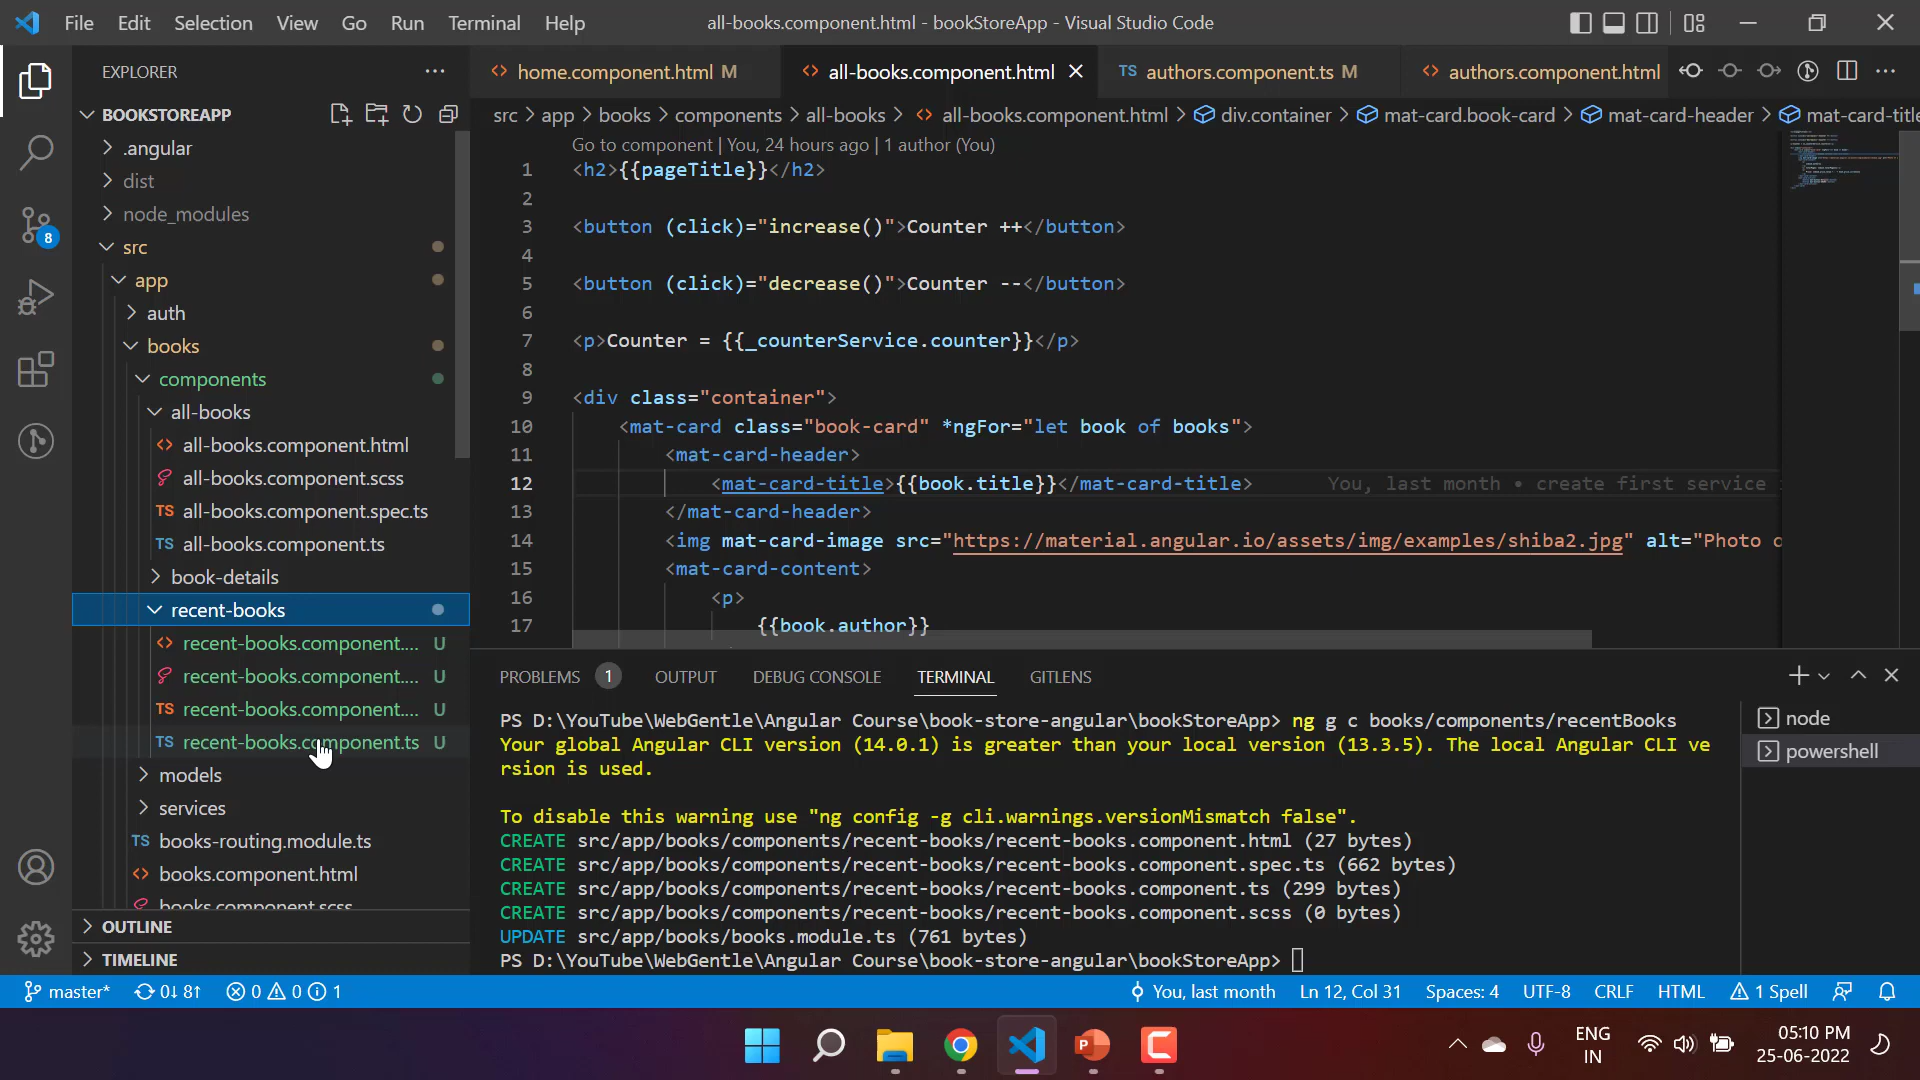 File Edit Selection View Go Run Terminal Help
all-books.component.html - bookStoreApp - Visual Studio Code
EXPLORER
home.component.html M
all-books.component.html
TS authors.component.ts M
authors.component.html
BOOKSTOREAPP
src > app > books > components > all-books > all-books.component.html > div.container > mat-card.book-card > mat-card-header > mat-card-title
.angular
dist
node_modules
src
app
auth
books
components
all-books
all-books.component.html
all-books.component.scss
TS all-books.component.spec.ts
TS all-books.component.ts
book-details
recent-books
recent-books.component.... U
recent-books.component.... U
TS recent-books.component.... U
TS recent-books.component.ts U
models
services
TS books-routing.module.ts
books.component.html
books.component.scss
OUTLINE
TIMELINE
8
Go to component | You, 24 hours ago | 1 author (You)
1 <h2>{{pageTitle}}</h2>
2
3 <button (click)="increase()">Counter ++</button>
4
5 <button (click)="decrease()">Counter --</button>
6
7 <p>Counter = {{_counterService.counter}}</p>
8
9 <div class="container">
10 <mat-card class="book-card" *ngFor="let book of books">
11 <mat-card-header>
12 <mat-card-title>{{book.title}}</mat-card-title> You, last month • create first service
13 </mat-card-header>
14 <img mat-card-image src="https://material.angular.io/assets/img/examples/shiba2.jpg" alt="Photo
15 <mat-card-content>
16 <p>
17 {{book.author}}
PROBLEMS 1 OUTPUT DEBUG CONSOLE TERMINAL GITLENS
PS D:\YouTube\WebGentle\Angular Course\book-store-angular\bookStoreApp> ng g c books/components/recentBooks
Your global Angular CLI version (14.0.1) is greater than your local version (13.3.5). The local Angular CLI ve
rsion is used.
To disable this warning use "ng config -g cli.warnings.versionMismatch false".
CREATE src/app/books/components/recent-books/recent-books.component.html (27 bytes)
CREATE src/app/books/components/recent-books/recent-books.component.spec.ts (662 bytes)
CREATE src/app/books/components/recent-books/recent-books.component.ts (299 bytes)
CREATE src/app/books/components/recent-books/recent-books.component.scss (0 bytes)
UPDATE src/app/books/books.module.ts (761 bytes)
PS D:\YouTube\WebGentle\Angular Course\book-store-angular\bookStoreApp>
node
powershell
master* 0↓ 8↑ 0 0 1
You, last month Ln 12, Col 31 Spaces: 4 UTF-8 CRLF HTML 1 Spell
ENG
IN
05:10 PM
25-06-2022